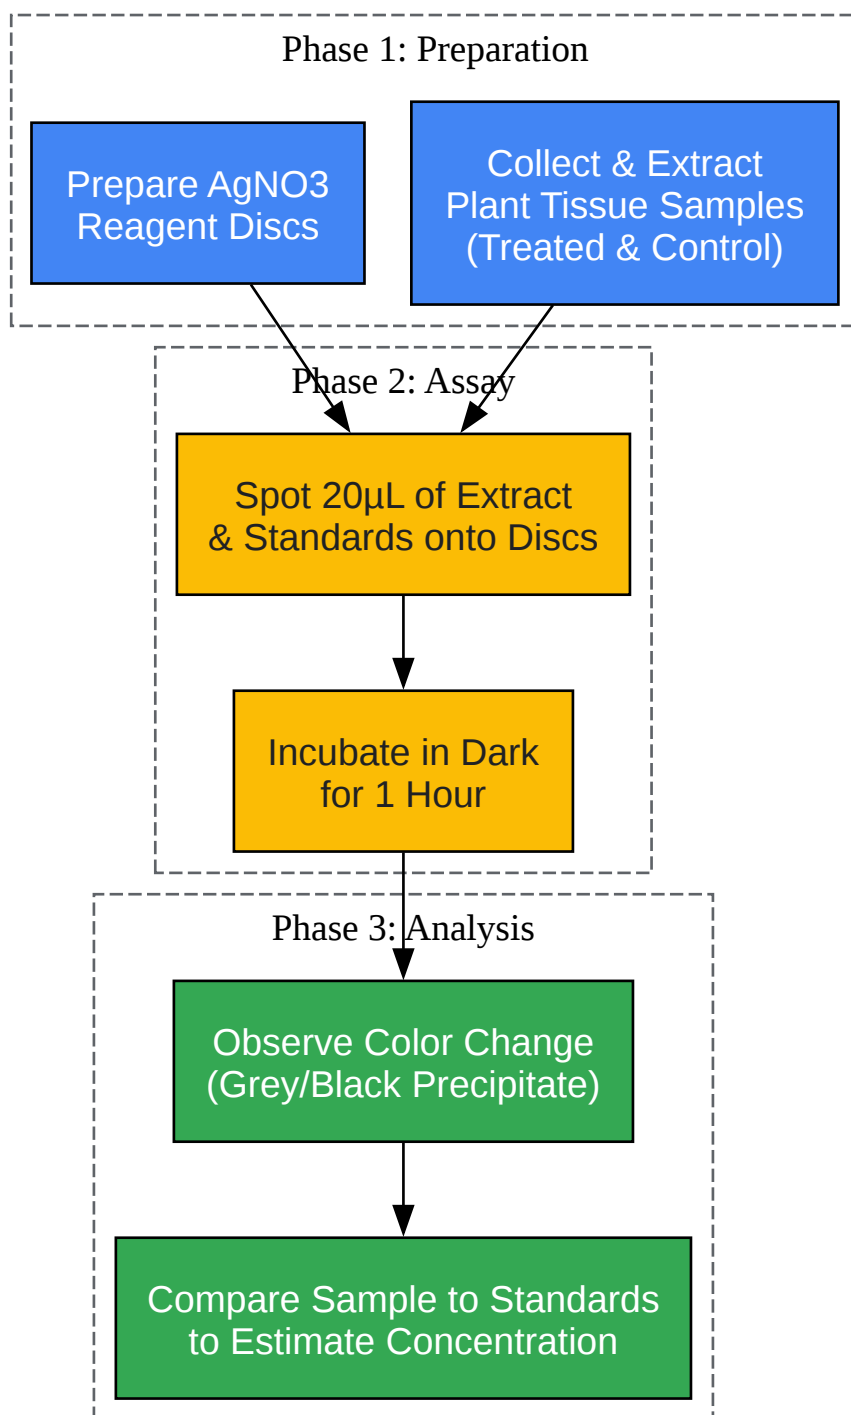 Phase 1: Preparation
Prepare AgNO3
Reagent Discs
Collect & Extract
Plant Tissue Samples
(Treated & Control)
Phase 2: Assay
Spot 20µL of Extract
& Standards onto Discs
Incubate in Dark
for 1 Hour
Phase 3: Analysis
Observe Color Change
(Grey/Black Precipitate)
Compare Sample to Standards
to Estimate Concentration